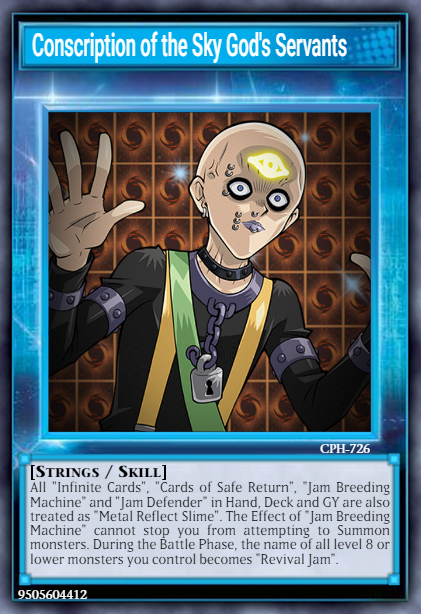 Conscription of the Sky God's Servants
CPH-726
[Strings / Skill]
All "Infinite Cards", "Cards of Safe Return", "Jam Breeding
Machine" and "Jam Defender" in Hand, Deck and GY are also
treated as "Metal Reflect Slime". The Effect of "Jam Breeding
Machine" cannot stop you from attempting to Summon
monsters. During the Battle Phase, the name of all level 8 or
lower monsters you control becomes "Revival Jam".
9505604412